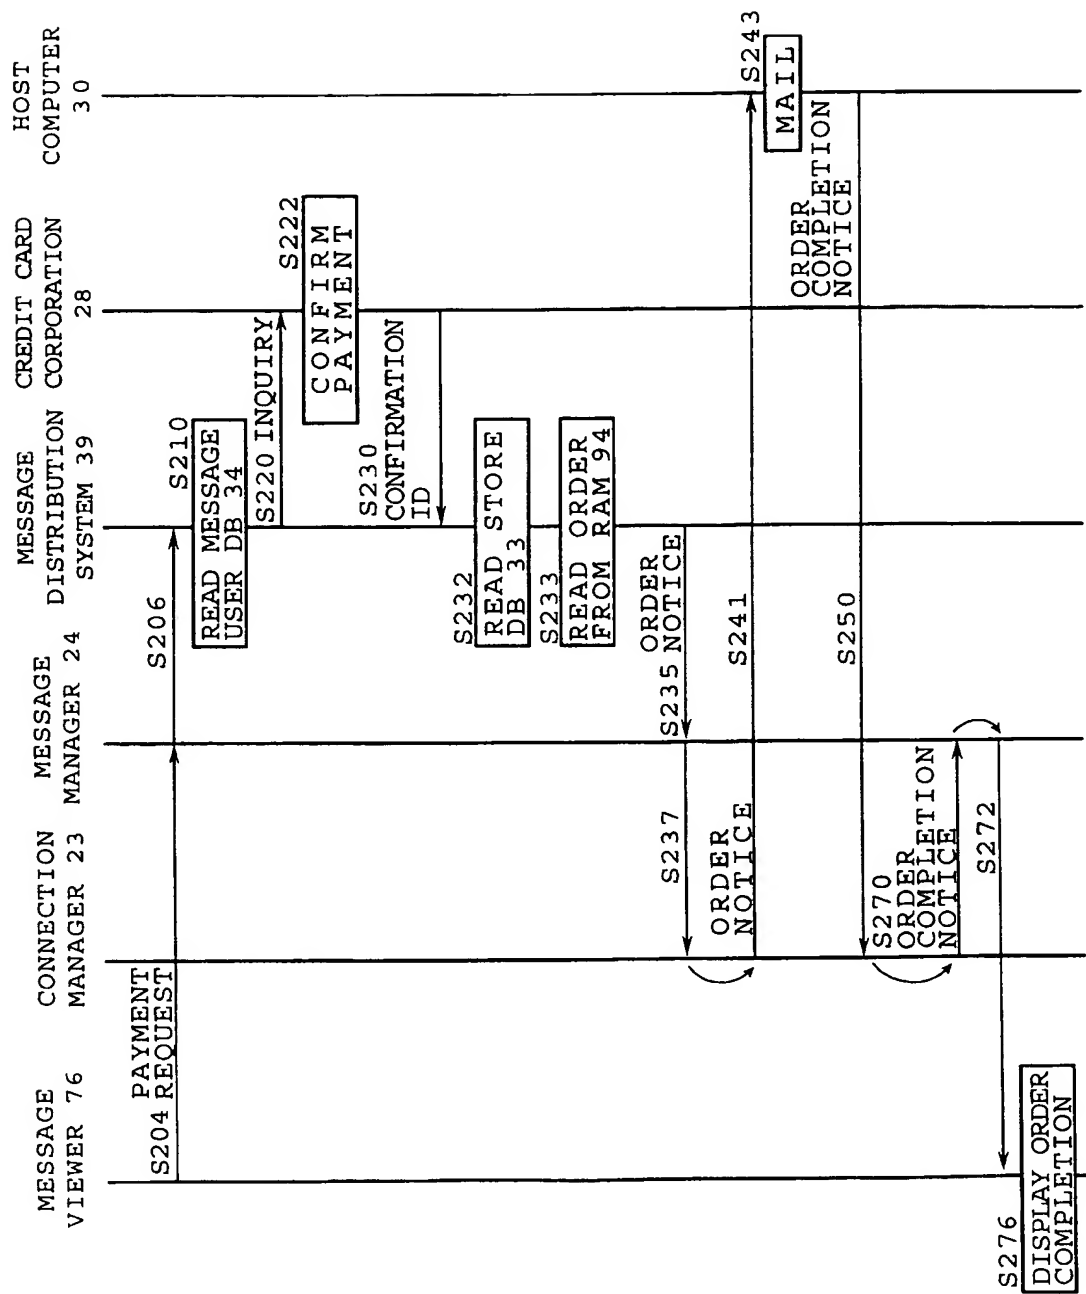 MESSAGE
VIEWER 76
CONNECTION
MANAGER 23
MESSAGE
MANAGER 24
MESSAGE
DISTRIBUTION
SYSTEM 39
CREDIT CARD
CORPORATION
28
HOST
COMPUTER
30
PAYMENT
S204 REQUEST
S206
S210
READ MESSAGE
USER DB 34
S220 INQUIRY
S222
CONFIRM
PAYMENT
S230
CONFIRMATION
ID
S232
READ STORE
DB 33
S233
READ ORDER
FROM RAM 94
ORDER
S235 NOTICE
S237
ORDER
NOTICE
S241
S243
MAIL
ORDER
COMPLETION
NOTICE
S250
S270
ORDER
COMPLETION
NOTICE
S272
S276
DISPLAY ORDER
COMPLETION